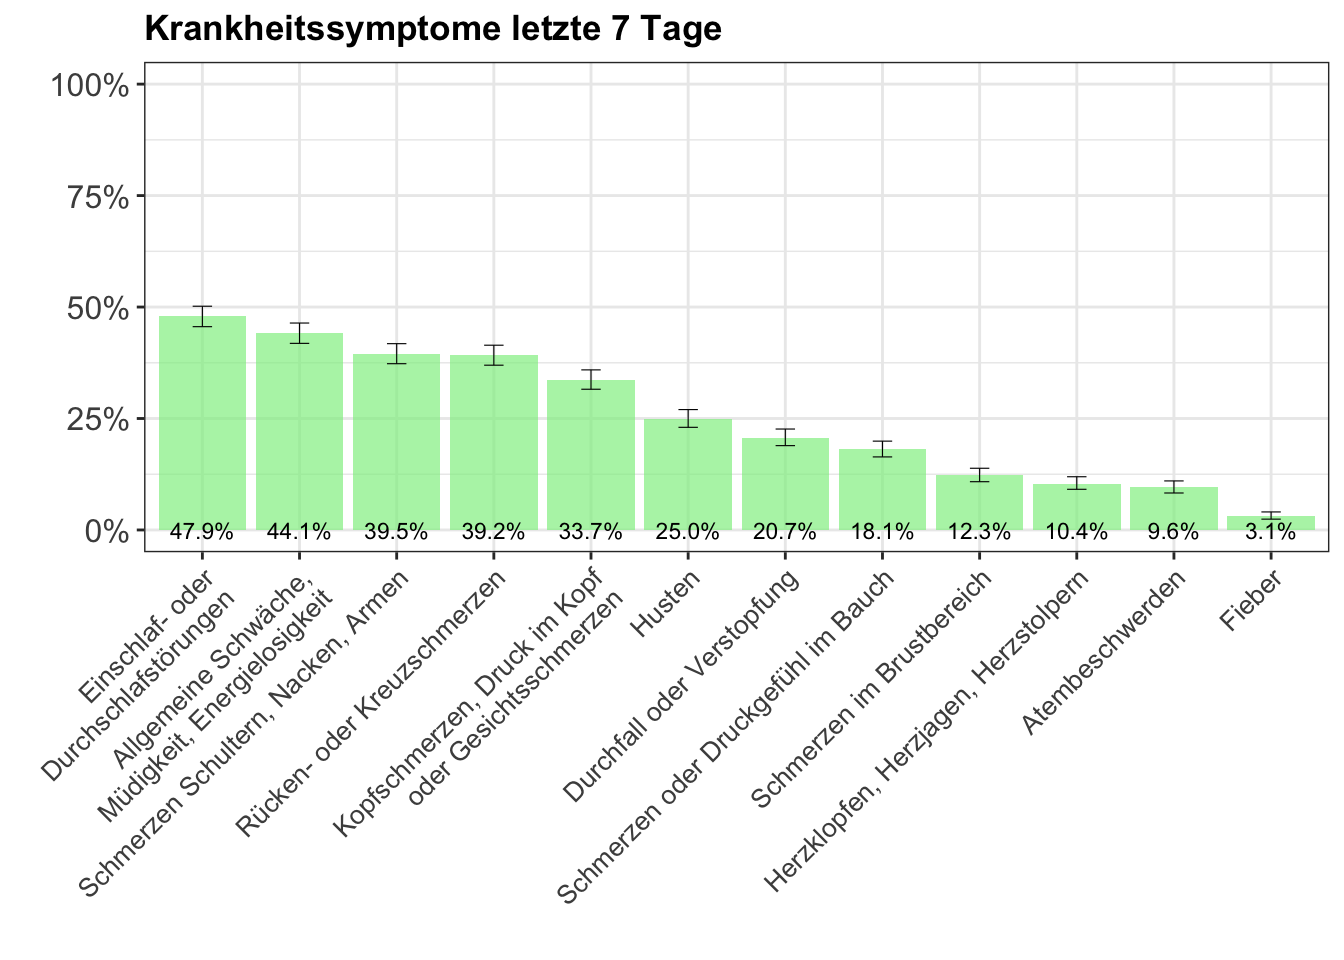 Krankheitssymptome letzte 7 Tage
100%
75%
50%
25%
0%
47.9%
44.1%
39.5%
39.2%
33.7%
25.0%
20.7%
18.1%
12.3%
10.4%
9.6%
3.1%
Einschlaf- oder
Durchschlafstörungen
Allgemeine Schwäche,
Müdigkeit, Energielosigkeit
Schmerzen Schultern, Nacken, Armen
Rücken- oder Kreuzschmerzen
Kopfschmerzen, Druck im Kopf
oder Gesichtsschmerzen
Husten
Durchfall oder Verstopfung
Schmerzen oder Druckgefühl im Bauch
Schmerzen im Brustbereich
Herzklopfen, Herzjagen, Herzstolpern
Atembeschwerden
Fieber